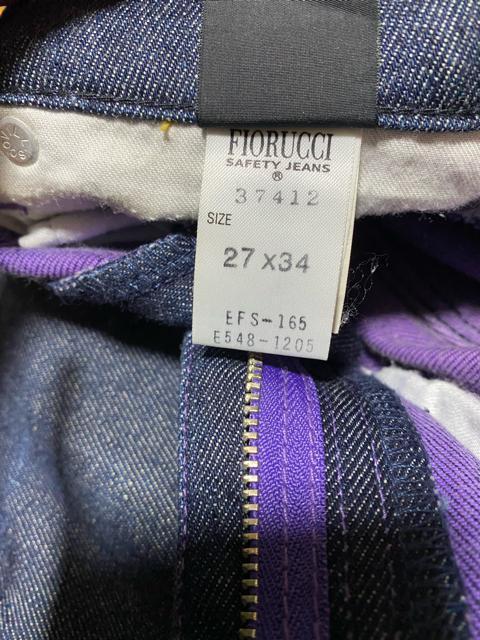 FIORUCCI
SAFETY JEANS
®
37412
SIZE
27 x 34
EFS-165
E548-1205